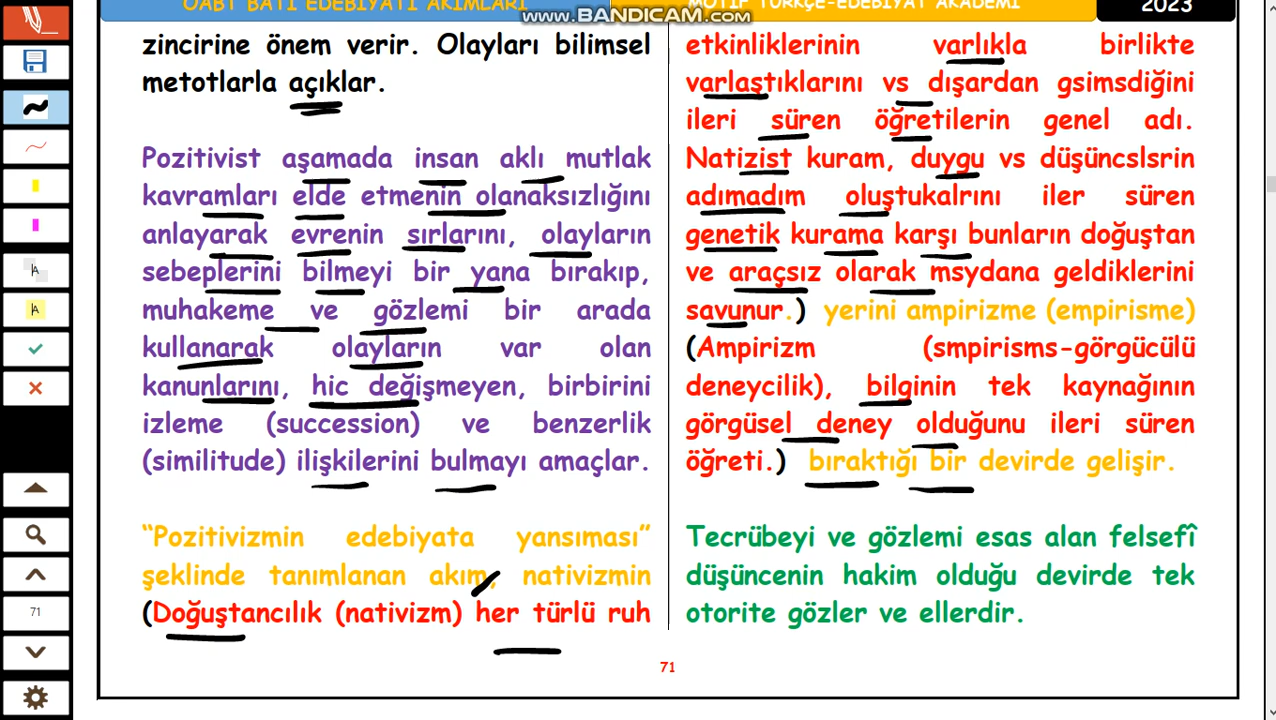 ÖABT BATI EDEBİYATI AKIMLARI
www.BANDICAM.com
MOTİF TÜRKÇE-EDEBİYAT AKADEMİ
2023
zincirine önem verir. Olayları bilimsel
metotlarla açıklar.
Pozitivist aşamada insan aklı mutlak
kavramları elde etmenin olanaksızlığını
anlayarak evrenin sırlarını, olayların
sebeplerini bilmeyi bir yana bırakıp,
muhakeme ve gözlemi bir arada
kullanarak olayların var olan
kanunlarını, hic değişmeyen, birbirini
izleme (succession) ve benzerlik
(similitude) ilişkilerini bulmayı amaçlar.
“Pozitivizmin edebiyata yansıması”
şeklinde tanımlanan akım, nativizmin
(Doğuştancılık (nativizm) her türlü ruh
etkinliklerinin varlıkla birlikte
varlaştıklarını vs dışardan gsimsdiğini
ileri süren öğretilerin genel adı.
Natizist kuram, duygu vs düşüncslsrin
adımadım oluştukalrını iler süren
genetik kurama karşı bunların doğuştan
ve araçsız olarak msydana geldiklerini
savunur.) yerini ampirizme (empirisme)
(Ampirizm (smpirisms-görgücülü
deneycilik), bilginin tek kaynağının
görgüsel deney olduğunu ileri süren
öğreti.) bıraktığı bir devirde gelişir.
Tecrübeyi ve gözlemi esas alan felsefî
düşüncenin hakim olduğu devirde tek
otorite gözler ve ellerdir.
71
A
A
71